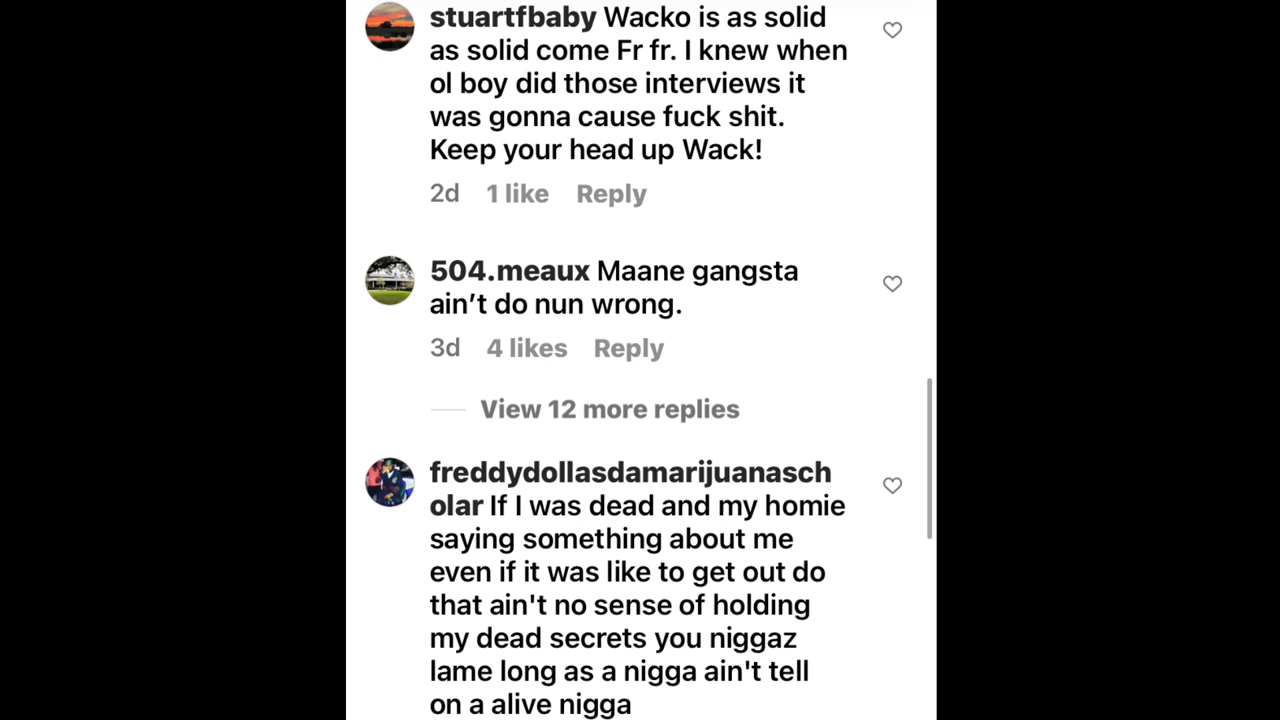 stuartfbaby Wacko is as solid
as solid come Fr fr. I knew when
ol boy did those interviews it
was gonna cause fuck shit.
Keep your head up Wack!
2d 1 like Reply
504.meaux Maane gangsta
ain’t do nun wrong.
3d 4 likes Reply
View 12 more replies
freddydollasdamarijuanasch
olar If I was dead and my homie
saying something about me
even if it was like to get out do
that ain't no sense of holding
my dead secrets you niggaz
lame long as a nigga ain't tell
on a alive nigga